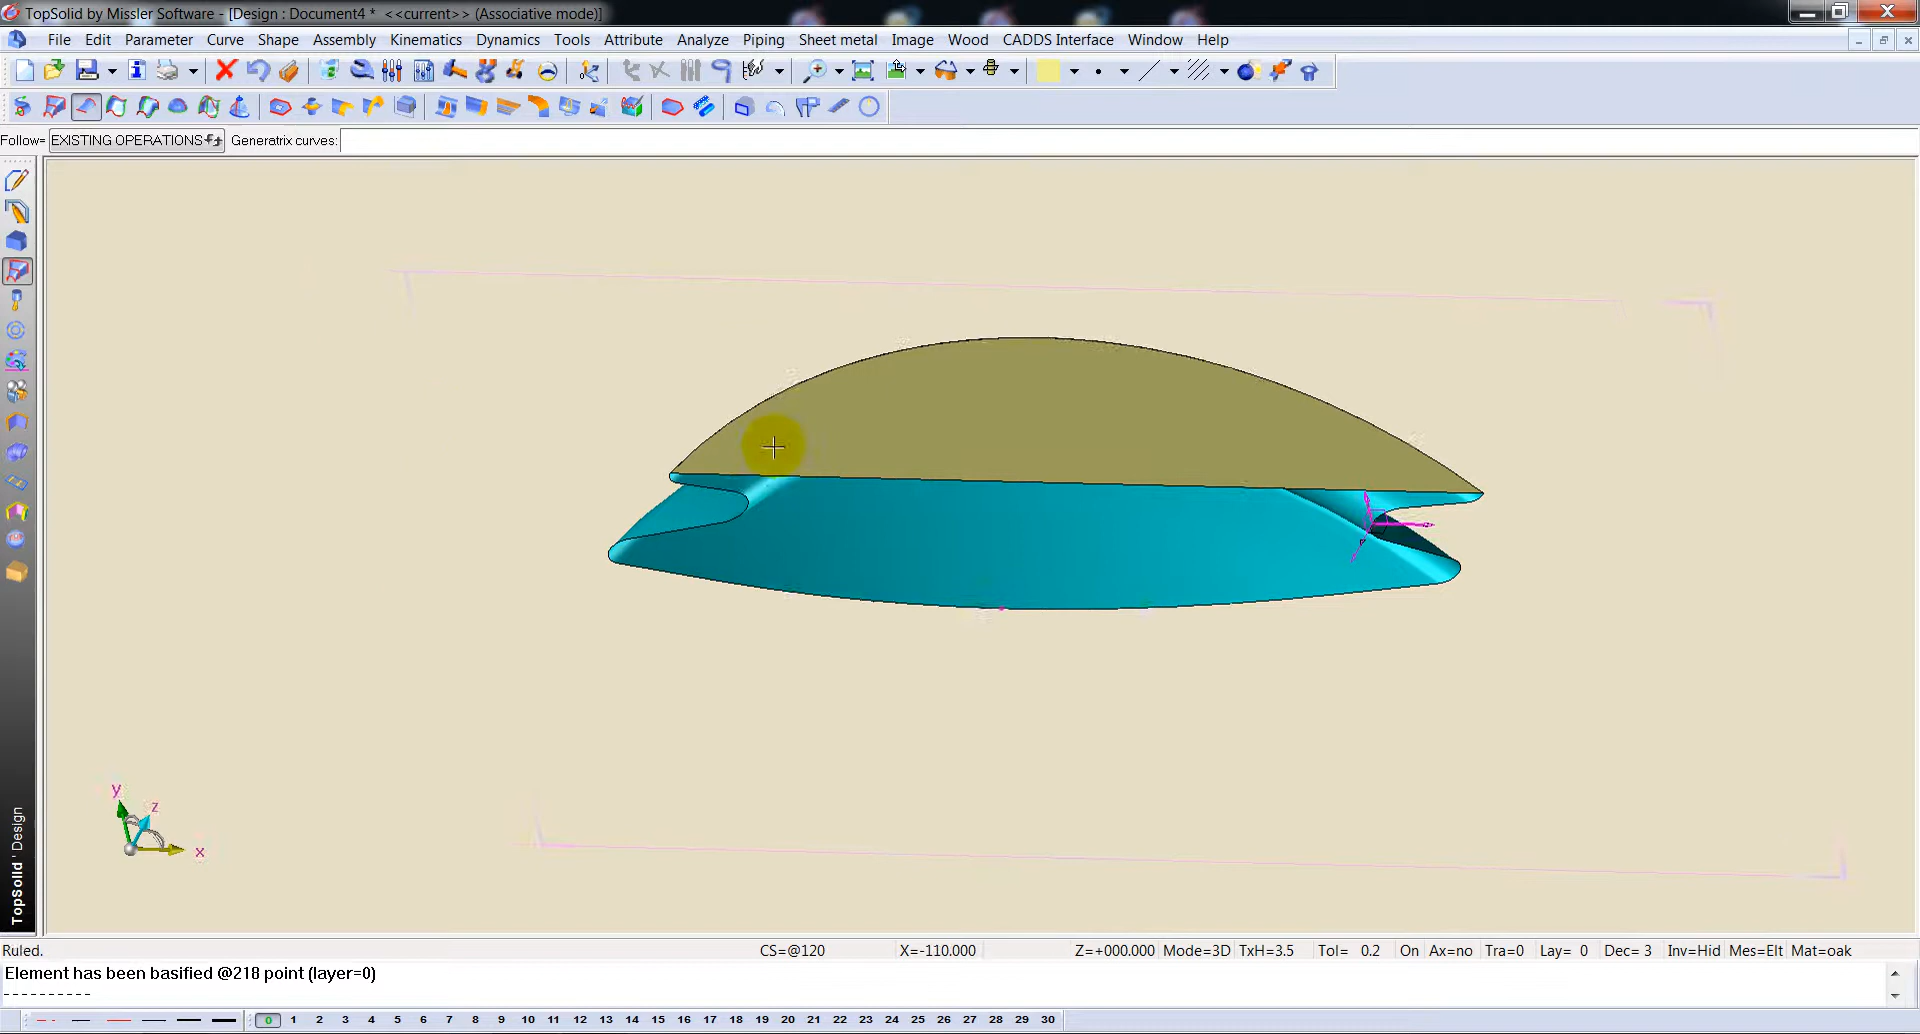 TopSolid by Missler Software - [Design : Document4 *  <<current>> (Associative mode)]
File Edit Parameter Curve Shape Assembly Kinematics Dynamics Tools Attribute Analyze Piping Sheet metal Image Wood CADDS Interface Window Help
Follow= EXISTING OPERATIONS Generatrix curves:
y
z
x
TopSolid ' Design
Ruled. CS=@120 X=-110.000 Z=+000.000 Mode=3D TxH=3.5 Tol= 0.2 On Ax=no Tra=0 Lay= 0 Dec= 3 Inv=Hid Mes=Elt Mat=oak
Element has been basified @218 point (layer=0)
----------
0 1 2 3 4 5 6 7 8 9 10 11 12 13 14 15 16 17 18 19 20 21 22 23 24 25 26 27 28 29 30